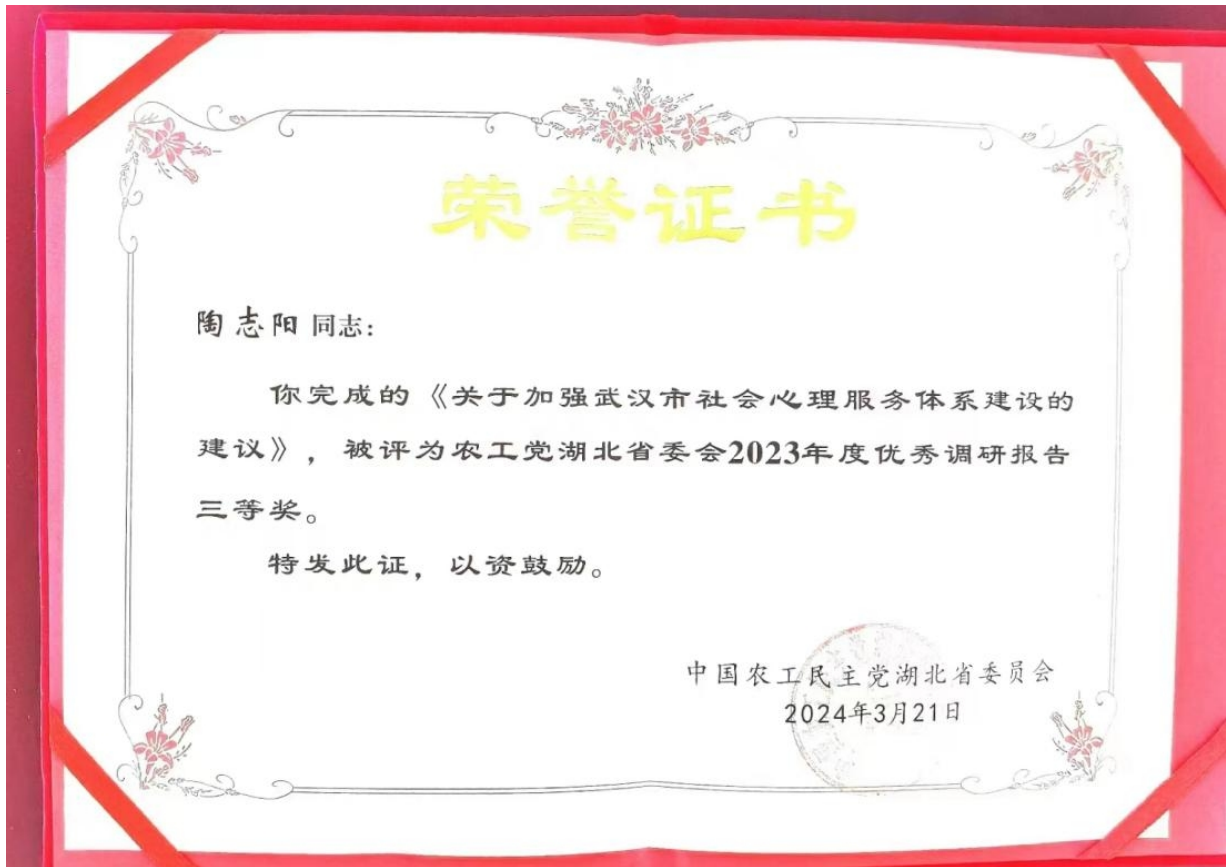 荣誉证书
陶志阳同志：
你完成的《关于加强武汉市社会心理服务体系建设的
建议》，被评为农工党湖北省委会2023年度优秀调研报告
三等奖。
特发此证，以资鼓励。
中国农工民主党湖北省委员会
2024年3月21日